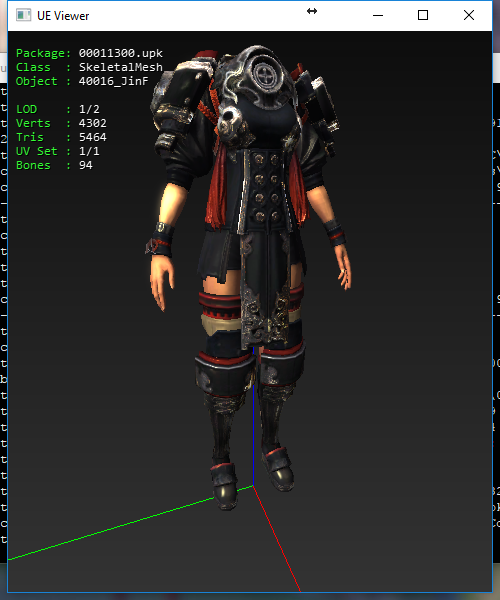 UE Viewer
Package: 00011300.upk
Class : SkeletalMesh
Object : 40016_JinF
LOD : 1/2
Verts : 4302
Tris : 5464
UV Set : 1/1
Bones : 94